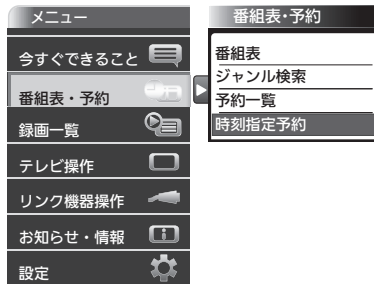 メニュー
今すぐできること
番組表・予約
録画一覧
テレビ操作
リンク機器操作
お知らせ・情報
設定
番組表・予約
番組表
ジャンル検索
予約一覧
時刻指定予約